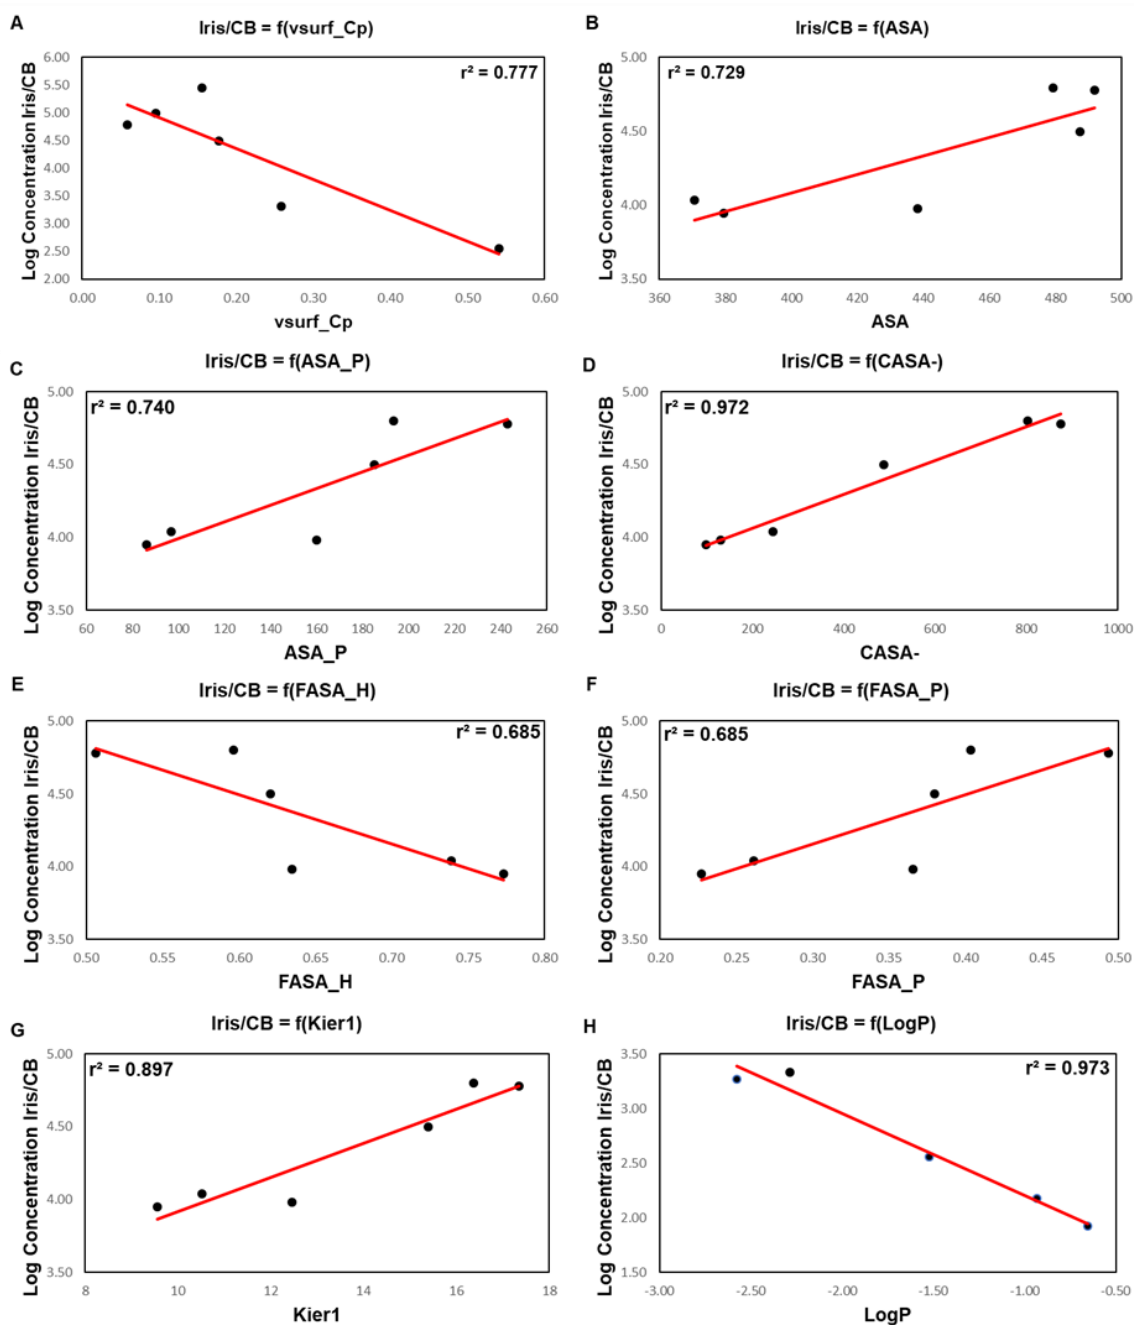 A
Iris/CB = f(vsurf_Cp)
r² = 0.777
Log Concentration Iris/CB
6.00
5.50
5.00
4.50
4.00
3.50
3.00
2.50
2.00
0.00 0.10 0.20 0.30 0.40 0.50 0.60
vsurf_Cp
B
Iris/CB = f(ASA)
r² = 0.729
Log Concentration Iris/CB
5.00
4.50
4.00
3.50
360 380 400 420 440 460 480 500
ASA
C
Iris/CB = f(ASA_P)
r² = 0.740
Log Concentration Iris/CB
5.00
4.50
4.00
3.50
60 80 100 120 140 160 180 200 220 240 260
ASA_P
D
Iris/CB = f(CASA-)
r² = 0.972
Log Concentration Iris/CB
5.00
4.50
4.00
3.50
0 200 400 600 800 1000
CASA-
E
Iris/CB = f(FASA_H)
r² = 0.685
Log Concentration Iris/CB
5.00
4.50
4.00
3.50
0.50 0.60 0.70 0.80
FASA_H
F
Iris/CB = f(FASA_P)
r² = 0.685
Log Concentration Iris/CB
5.00
4.50
4.00
3.50
0.20 0.25 0.30 0.35 0.40 0.45 0.50
FASA_P
G
Iris/CB = f(Kier1)
r² = 0.897
Log Concentration Iris/CB
5.00
4.50
4.00
3.50
8 10 12 14 16 18
Kier1
H
Iris/CB = f(LogP)
r² = 0.973
Log Concentration Iris/CB
3.50
3.00
2.50
2.00
1.50
-3.00 -2.50 -2.00 -1.50 -1.00 -0.50
LogP